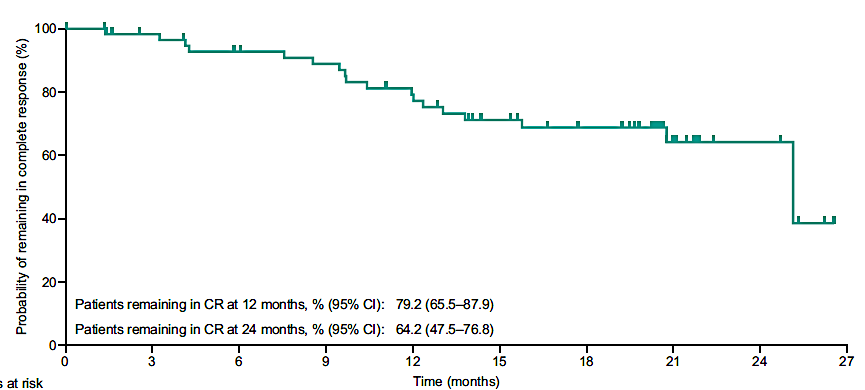 Probability of remaining in complete response (%)
100
80
60
40
20
0
Patients remaining in CR at 12 months, % (95% CI): 79.2 (65.5–87.9)
Patients remaining in CR at 24 months, % (95% CI): 64.2 (47.5–76.8)
0 3 6 9 12 15 18 21 24 27
Time (months)
s at risk